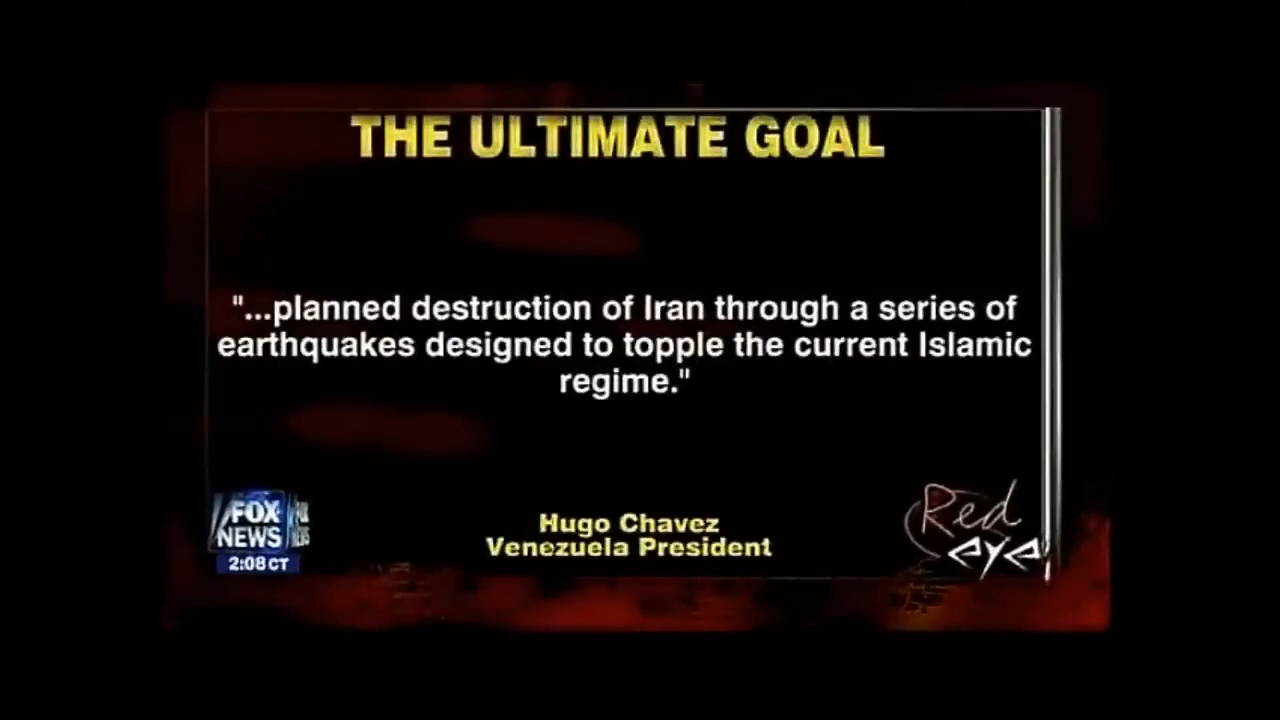 THE ULTIMATE GOAL
"...planned destruction of Iran through a series of
earthquakes designed to topple the current Islamic
regime."
Hugo Chavez
Venezuela President
FOX
NEWS
2:08 CT
Red
eye